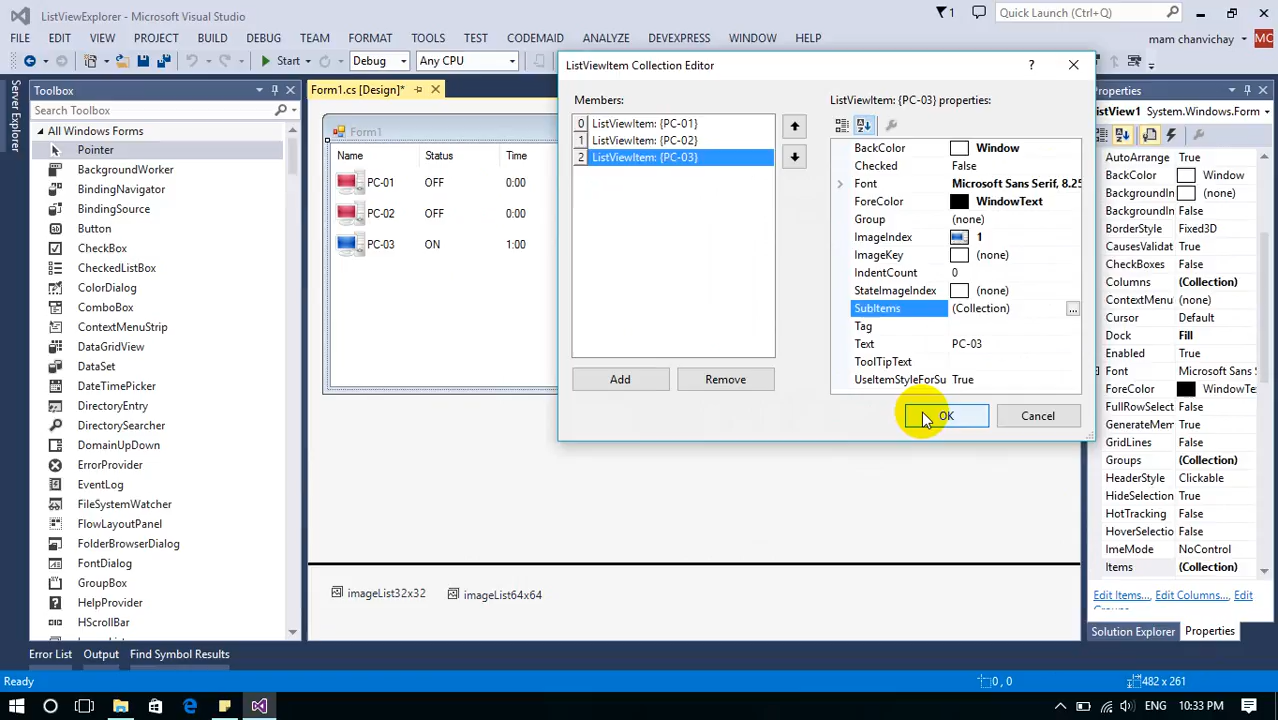 ListViewExplorer - Microsoft Visual Studio
1
Quick Launch (Ctrl+Q)
FILE EDIT VIEW PROJECT BUILD DEBUG TEAM FORMAT TOOLS TEST CODEMAID ANALYZE DEVEXPRESS WINDOW HELP
mam chanvichay MC
Start Debug Any CPU
Server Explorer
Toolbox
Search Toolbox
All Windows Forms
Pointer
BackgroundWorker
BindingNavigator
BindingSource
Button
CheckBox
CheckedListBox
ColorDialog
ComboBox
ContextMenuStrip
DataGridView
DataSet
DateTimePicker
DirectoryEntry
DirectorySearcher
DomainUpDown
ErrorProvider
EventLog
FileSystemWatcher
FlowLayoutPanel
FolderBrowserDialog
FontDialog
GroupBox
HelpProvider
HScrollBar
Form1.cs [Design]*
Form1
Name Status Time
PC-01 OFF 0:00
PC-02 OFF 0:00
PC-03 ON 1:00
imageList32x32 imageList64x64
ListViewItem Collection Editor
?
Members:
0 ListViewItem: {PC-01}
1 ListViewItem: {PC-02}
2 ListViewItem: {PC-03}
Add Remove
ListViewItem: {PC-03} properties:
BackColor Window
Checked False
Font Microsoft Sans Serif, 8.25
ForeColor WindowText
Group (none)
ImageIndex 1
ImageKey (none)
IndentCount 0
StateImageIndex (none)
SubItems (Collection) ...
Tag
Text PC-03
ToolTipText
UseItemStyleForSu True
OK Cancel
Properties
listView1 System.Windows.Form
AutoArrange True
BackColor Window
BackgroundIn (none)
BackgroundIn False
BorderStyle Fixed3D
CausesValidat True
CheckBoxes False
Columns (Collection)
ContextMenu (none)
Cursor Default
Dock Fill
Enabled True
Font Microsoft Sans
ForeColor WindowTe
FullRowSelect False
GenerateMem True
GridLines False
Groups (Collection)
HeaderStyle Clickable
HideSelection True
HotTracking False
HoverSelection False
ImeMode NoControl
Items (Collection)
Edit Items..., Edit Columns..., Edit
Groups...
Solution Explorer Properties
Error List Output Find Symbol Results
Ready
0 , 0
482 x 261
10:33 PM